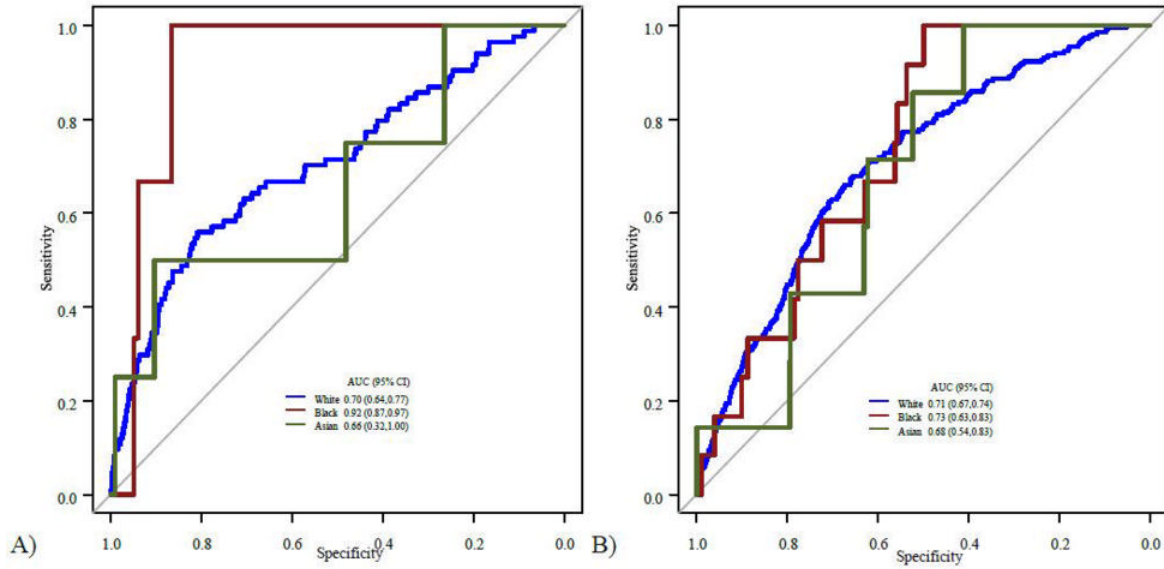 1.0
0.8
0.6
0.4
0.2
0.0
Sensitivity
AUC (95% CI)
White 0.70 (0.64,0.77)
Black 0.92 (0.87,0.97)
Asian 0.66 (0.32,1.00)
1.0 0.8 0.6 0.4 0.2 0.0
Specificity
A)
1.0
0.8
0.6
0.4
0.2
0.0
Sensitivity
AUC (95% CI)
White 0.71 (0.67,0.74)
Black 0.73 (0.63,0.83)
Asian 0.68 (0.54,0.83)
1.0 0.8 0.6 0.4 0.2 0.0
Specificity
B)